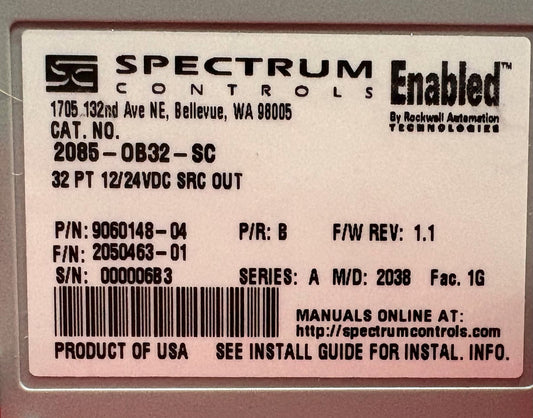 SC SPECTRUM
CONTROLS
Enabled™
By Rockwell Automation
TECHNOLOGIES
1705 132nd Ave NE, Bellevue, WA 98005
CAT. NO.
2085-OB32-SC
32 PT 12/24VDC SRC OUT
P/N: 9060148-04 P/R: B F/W REV: 1.1
F/N: 2050463-01
S/N: 000006B3 SERIES: A M/D: 2038 Fac. 1G
MANUALS ONLINE AT:
http://spectrumcontrols.com
PRODUCT OF USA SEE INSTALL GUIDE FOR INSTAL. INFO.